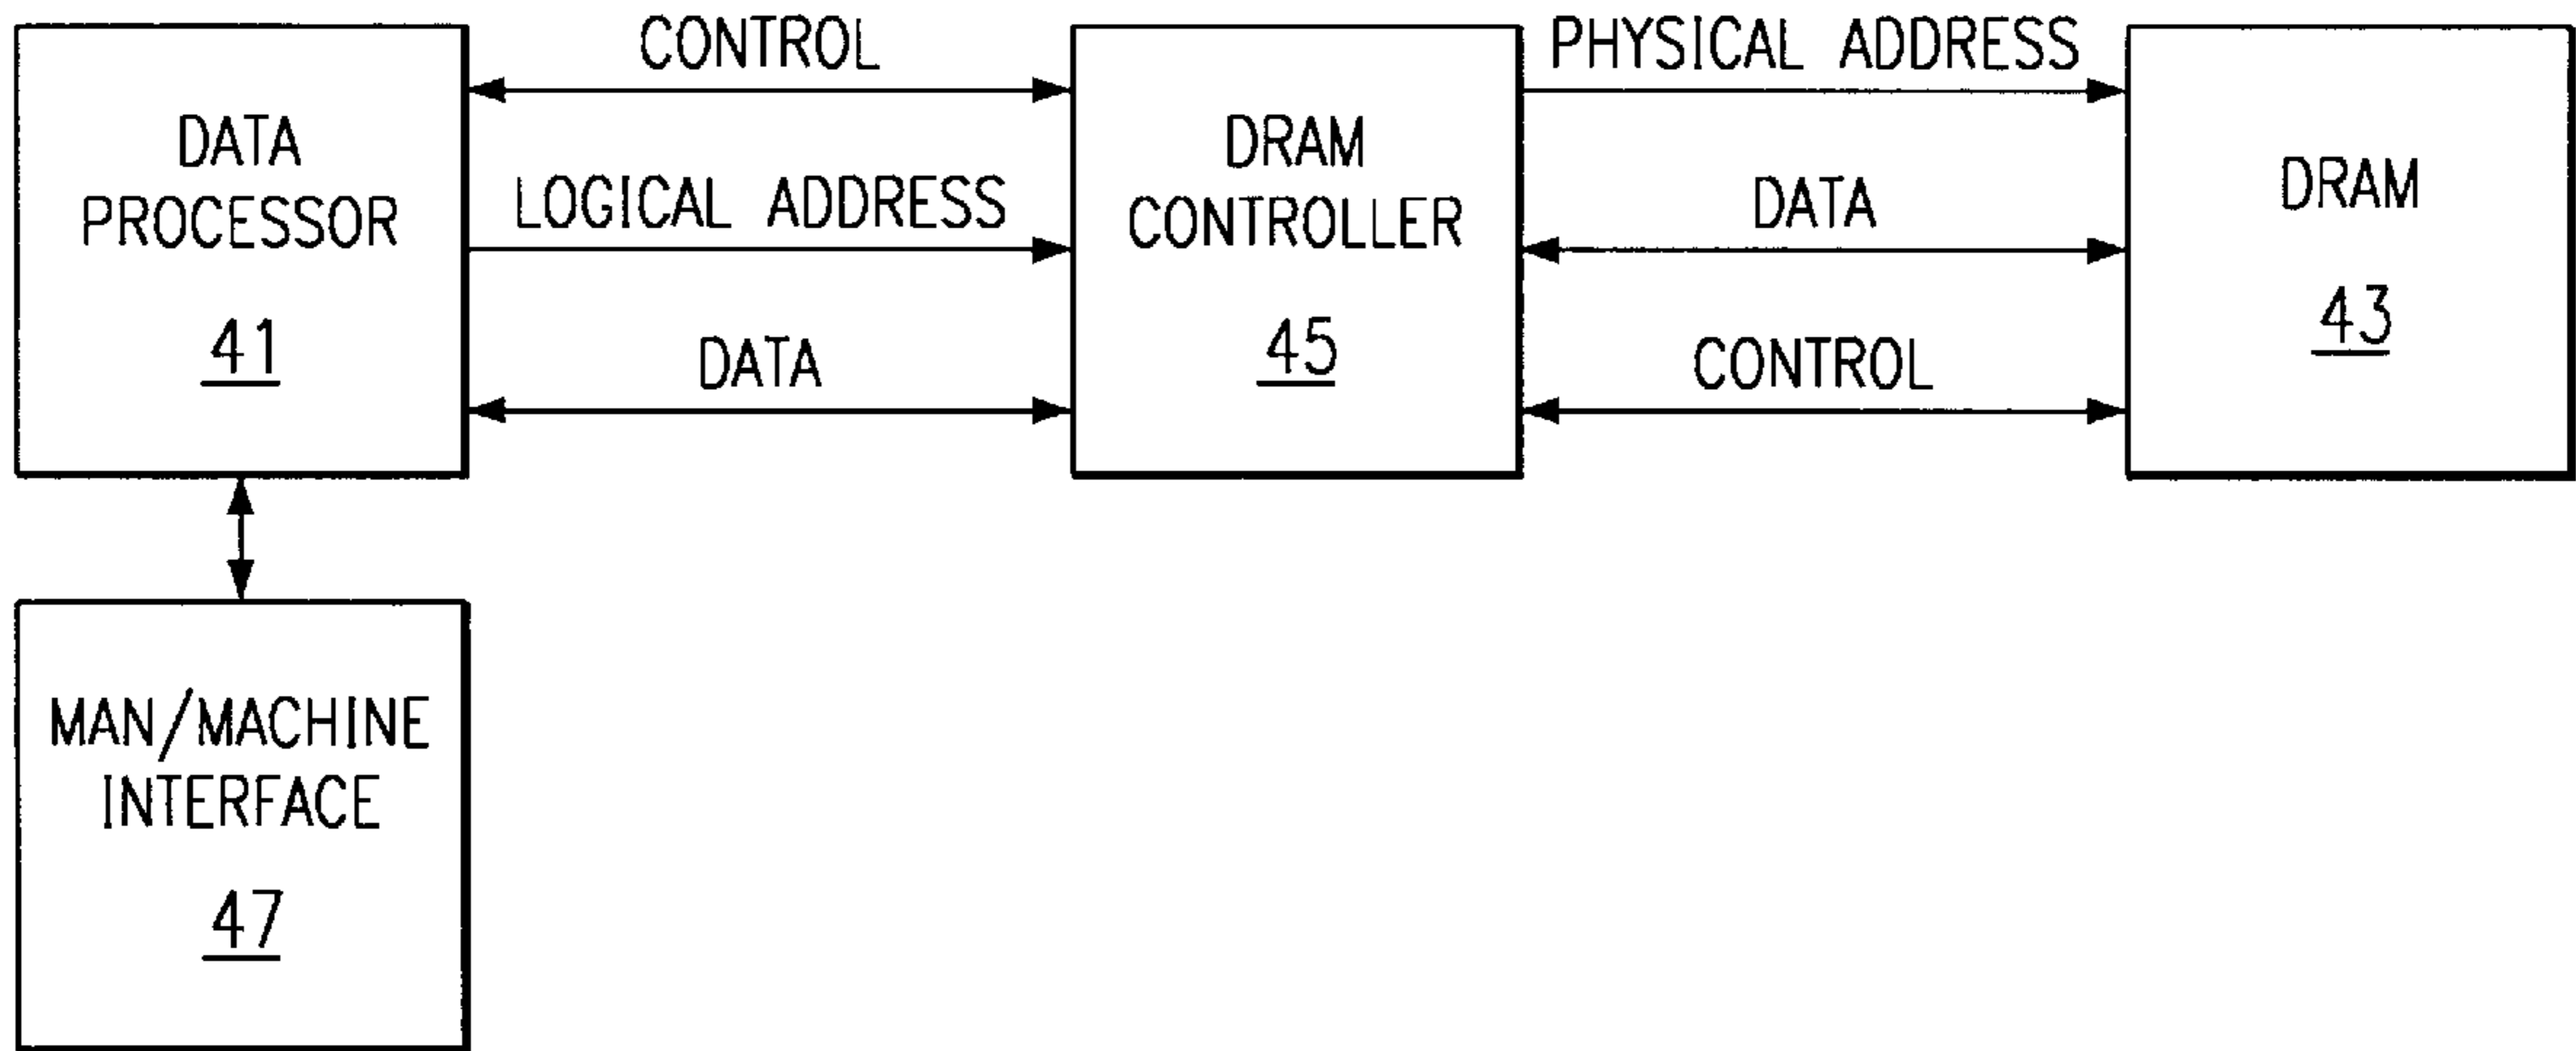 DATA
PROCESSOR
41
CONTROL
LOGICAL ADDRESS
DATA
DRAM
CONTROLLER
45
PHYSICAL ADDRESS
DATA
CONTROL
DRAM
43
MAN/MACHINE
INTERFACE
47